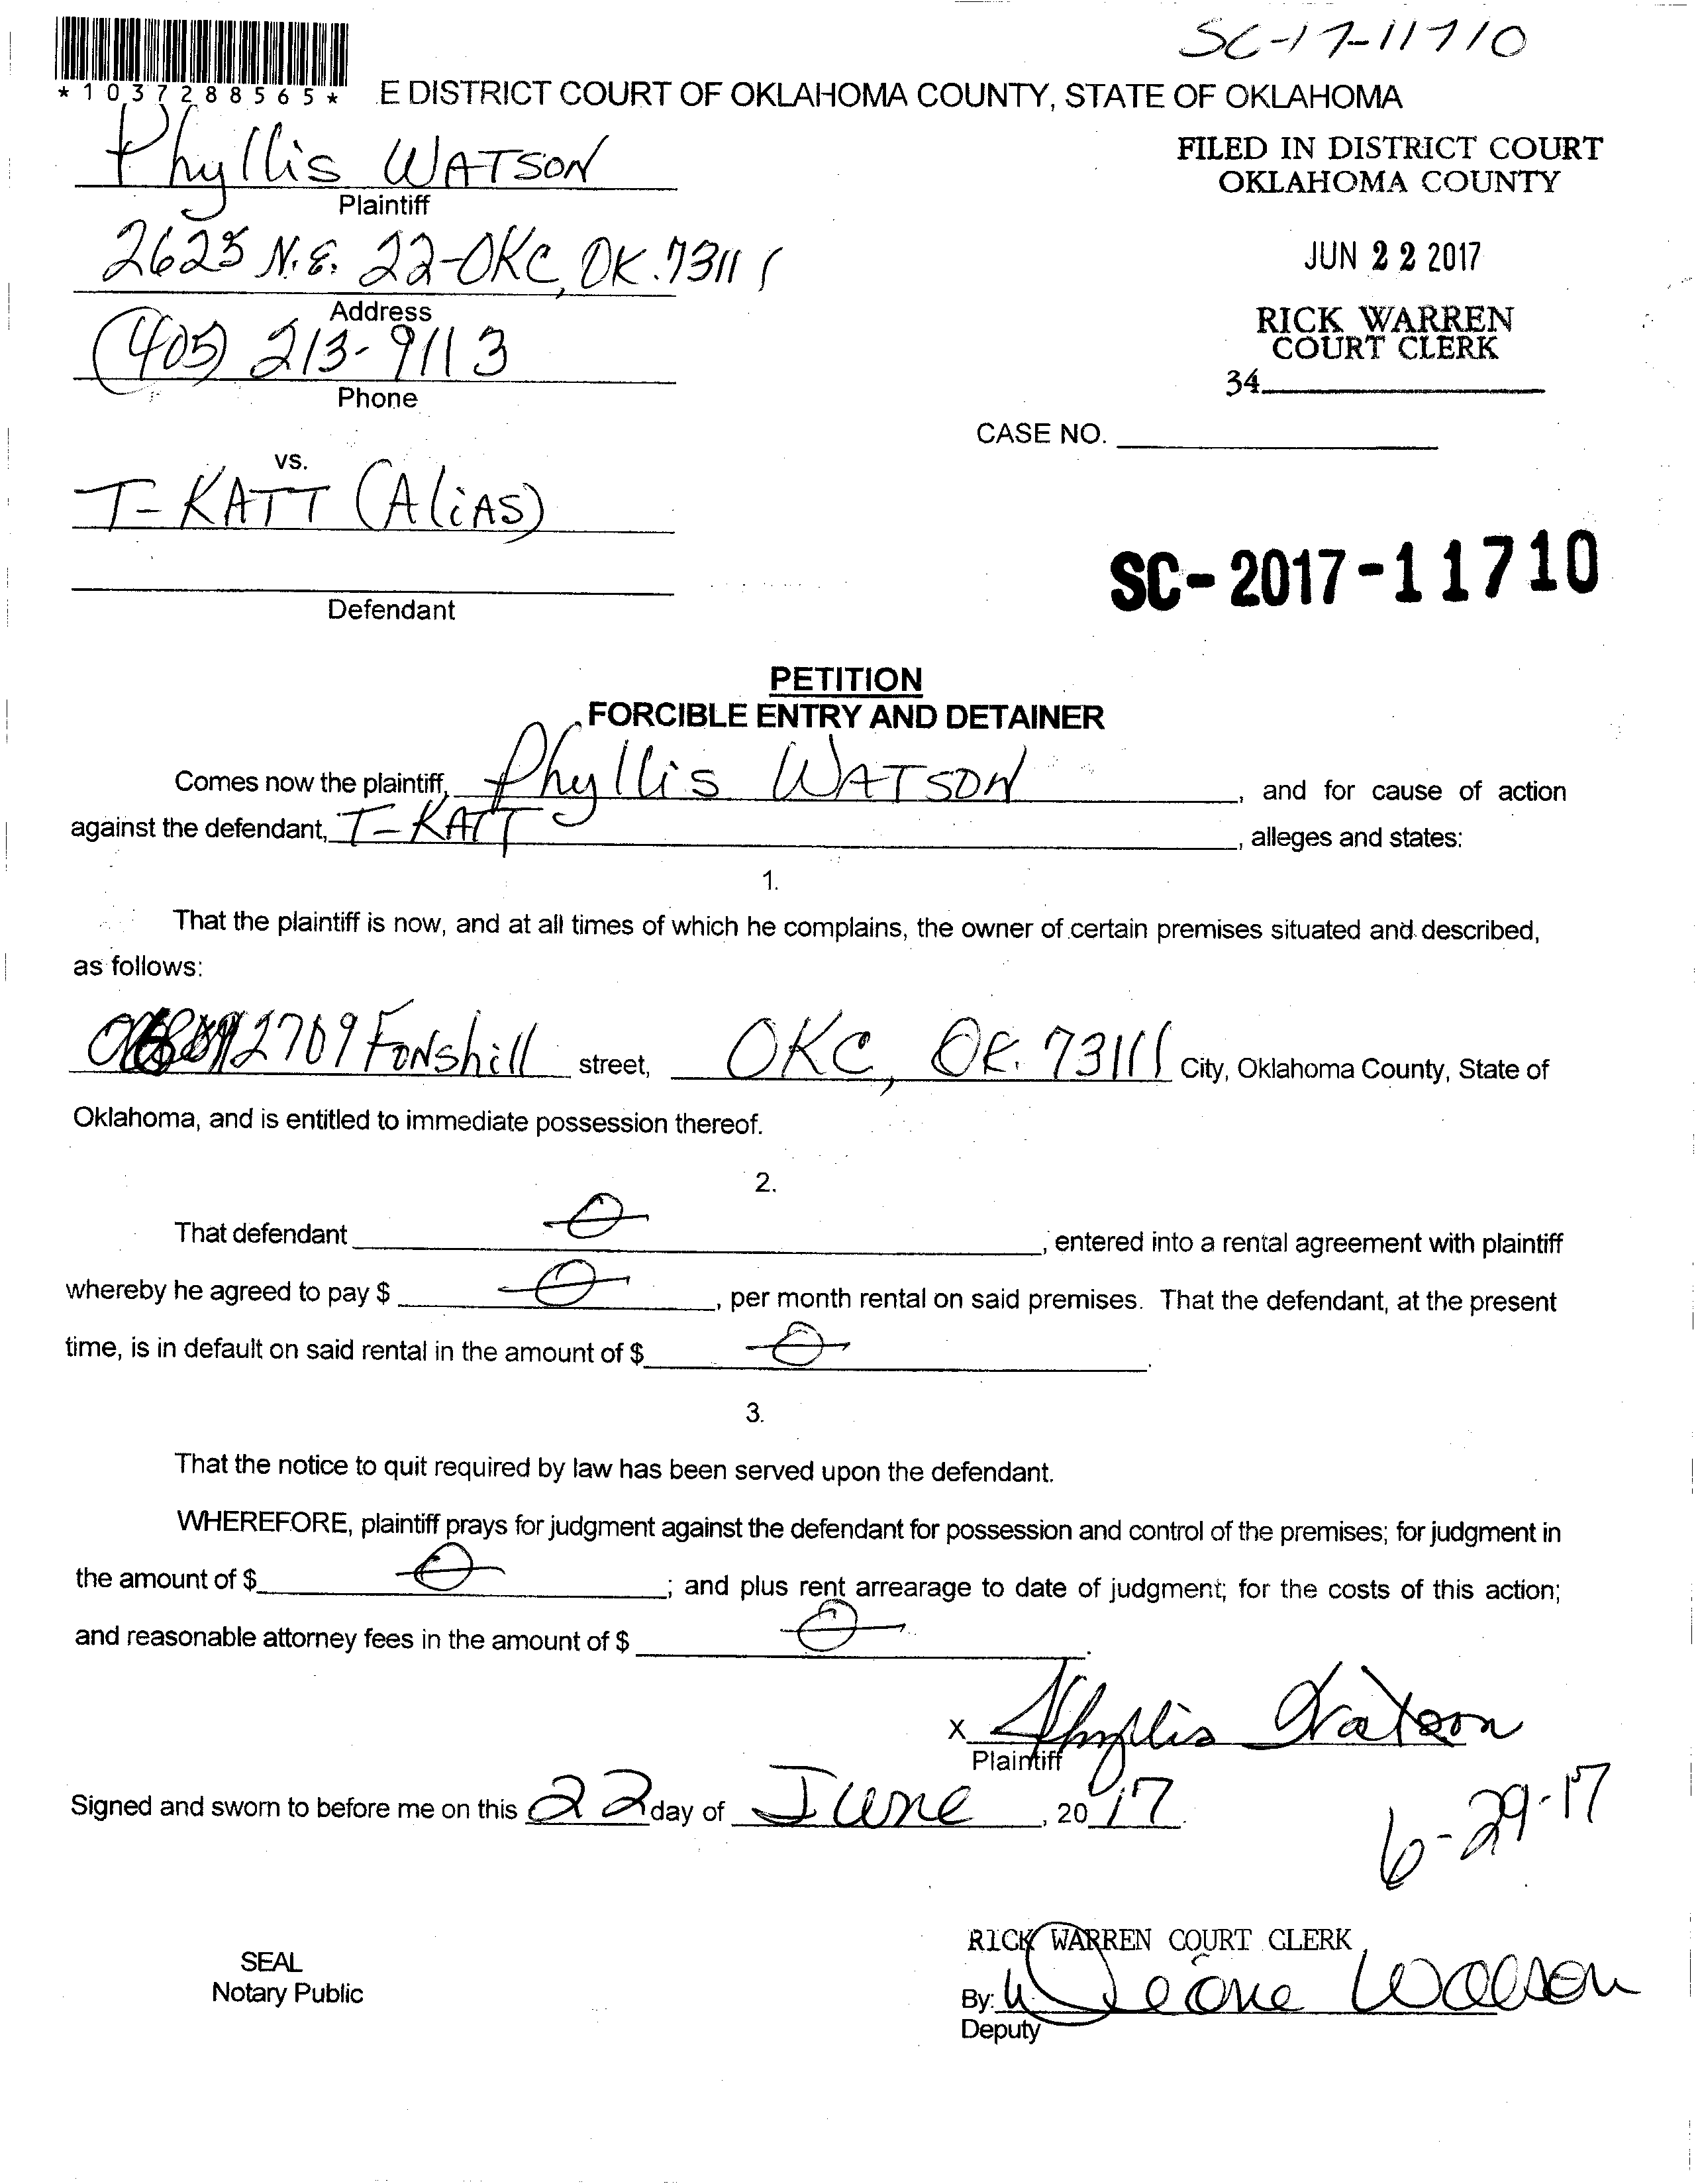 SC-17-11710
*1037288565*
E DISTRICT COURT OF OKLAHOMA COUNTY, STATE OF OKLAHOMA
Phyllis WATSON
Plaintiff
FILED IN DISTRICT COURT
OKLAHOMA COUNTY
2625 N.E. 22-OKC, OK. 73111
Address
JUN 22 2017
(405) 213-9113
Phone
RICK WARREN
COURT CLERK
34
CASE NO.
vs.
T-KATT (ALiAS)
Defendant
SC-2017-11710
PETITION
FORCIBLE ENTRY AND DETAINER
Comes now the plaintiff, Phyllis WATSON, and for cause of action
against the defendant, T-KATT, alleges and states:
1.
That the plaintiff is now, and at all times of which he complains, the owner of certain premises situated and described,
as follows:
2709 FONshill street, OKC, OK. 73111 City, Oklahoma County, State of
Oklahoma, and is entitled to immediate possession thereof.
2.
That defendant, entered into a rental agreement with plaintiff
whereby he agreed to pay $ , per month rental on said premises. That the defendant, at the present
time, is in default on said rental in the amount of $ .
3.
That the notice to quit required by law has been served upon the defendant.
WHEREFORE, plaintiff prays for judgment against the defendant for possession and control of the premises; for judgment in
the amount of $ ; and plus rent arrearage to date of judgment; for the costs of this action;
and reasonable attorney fees in the amount of $ .
X Phyllis Watson
Plaintiff
Signed and sworn to before me on this 22 day of June, 2017.
6-29-17
SEAL
Notary Public
RICK WARREN COURT CLERK
By:
Deputy